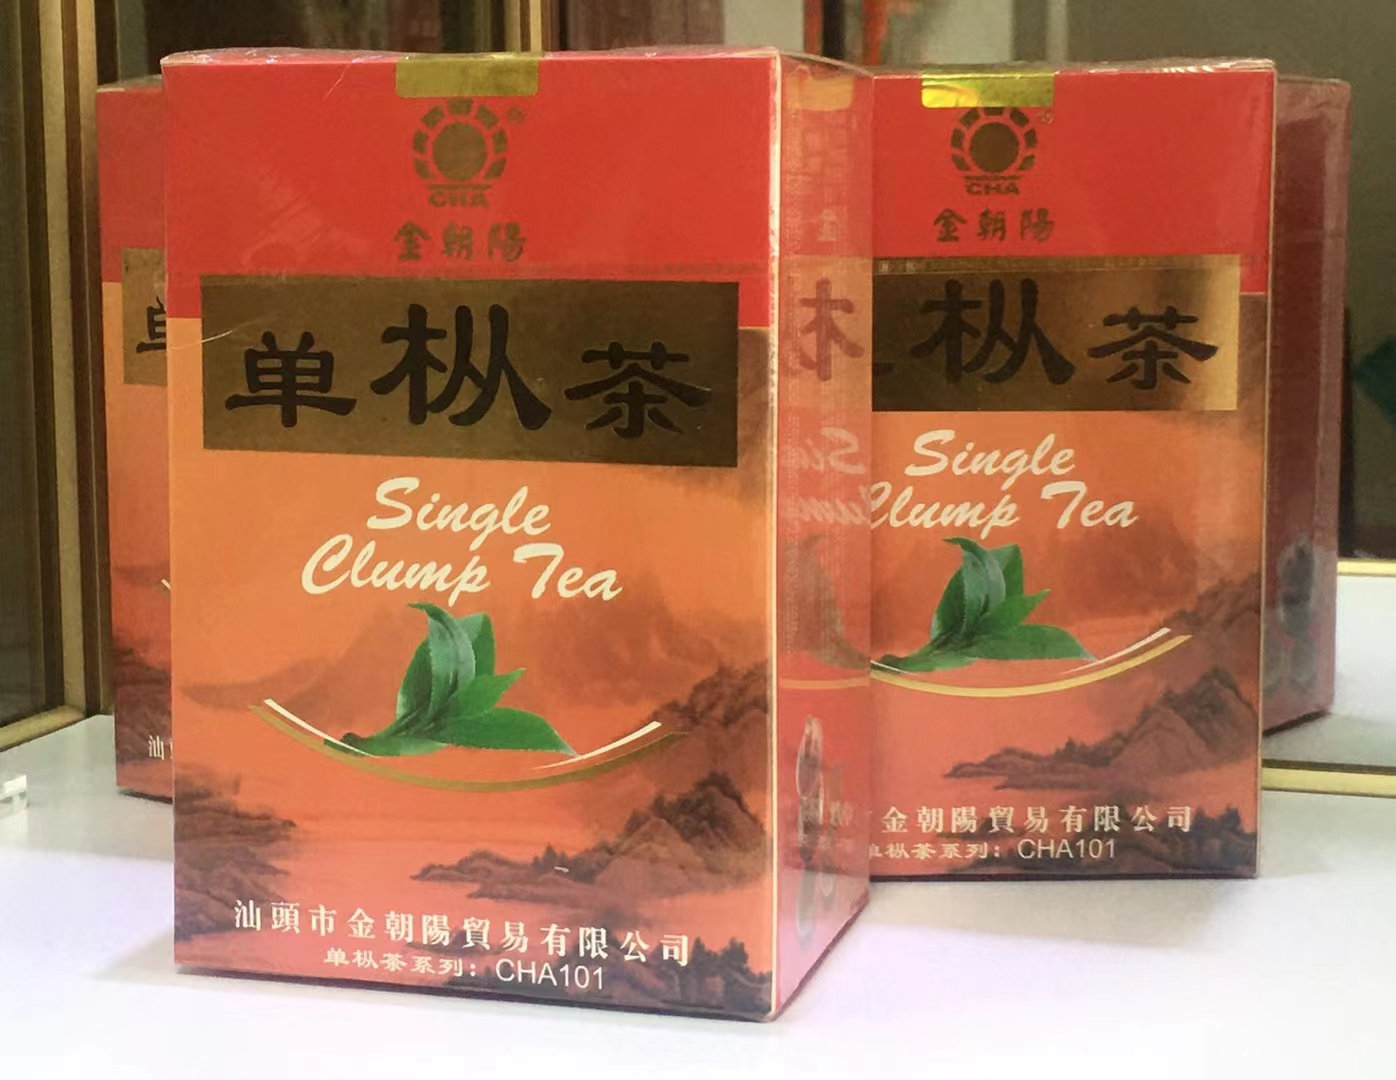 CHA
金朝陽
单枞茶
Single
Clump Tea
汕頭市金朝陽貿易有限公司
单枞茶系列：CHA101
CHA
金朝陽
枞茶
Single
Clump Tea
金朝陽貿易有限公司
单枞茶系列：CHA101
汕